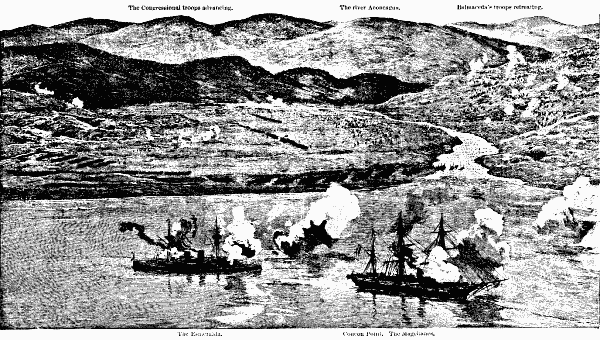 The Congressional troops advancing. The river Aconcagua. Balmaceda's troops retreating.
The Esmeralda. Concon Point. The Magellanes.